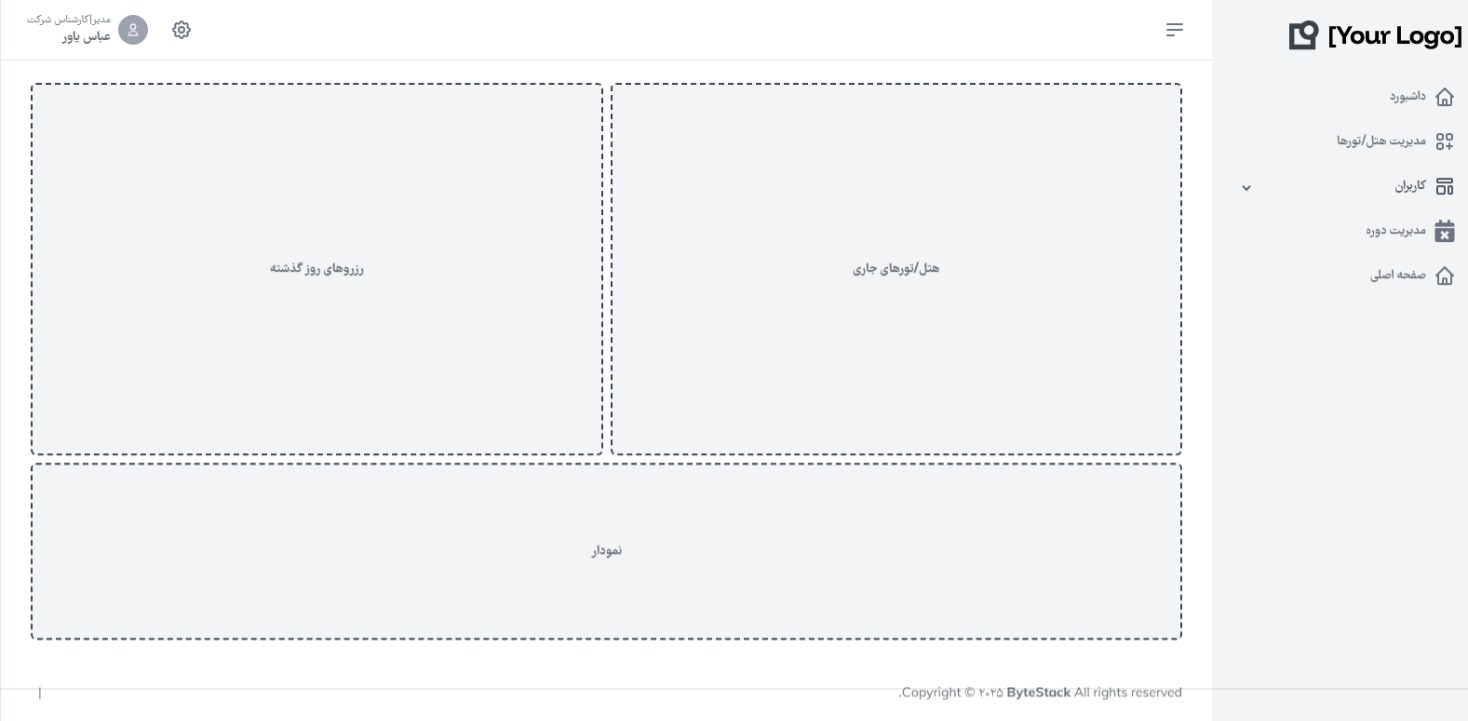 [Your Logo]
داشبورد
مدیریت هتل/تورها
کاربران
مدیریت دوره
صفحه اصلی
مدیر|کارشناس شرکت
عباس یاور
هتل/تورهای جاری
رزروهای روز گذشته
نمودار
Copyright © ۲۰۲۵ ByteStack All rights reserved.
|